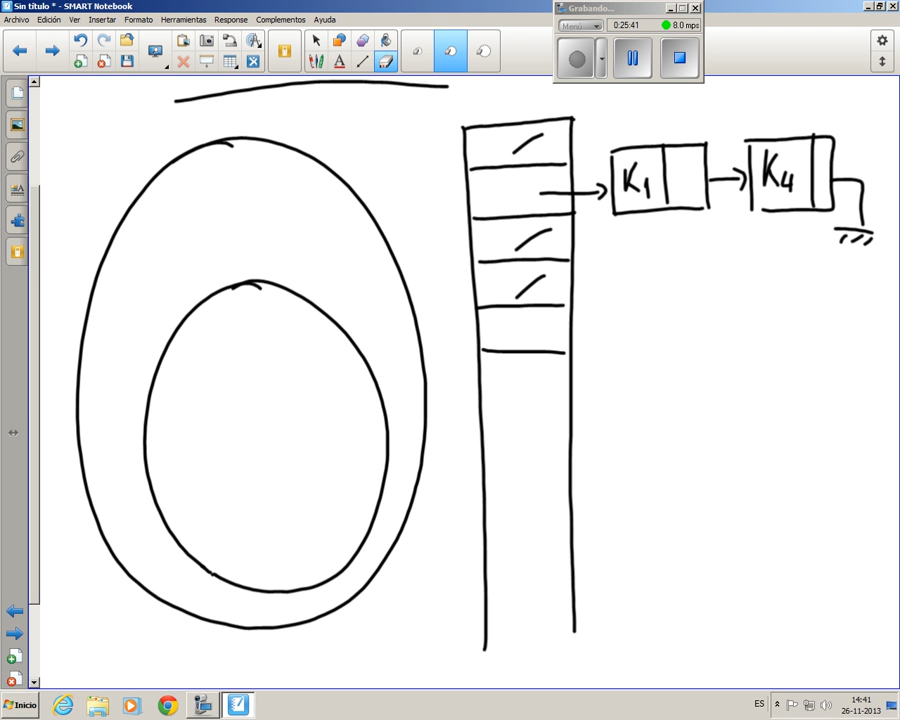 Sin título * - SMART Notebook
Grabando...
Archivo Edición Ver Insertar Formato Herramientas Response Complementos Ayuda
Menú 0:25:41 8.0 mps
K1 K4
Inicio
ES
14:41
26-11-2013